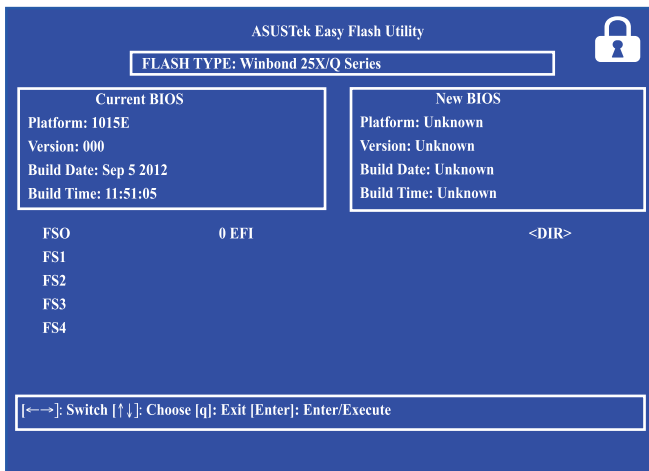 ASUSTek Easy Flash Utility
FLASH TYPE: Winbond 25X/Q Series
Current BIOS
Platform: 1015E
Version: 000
Build Date: Sep 5 2012
Build Time: 11:51:05
New BIOS
Platform: Unknown
Version: Unknown
Build Date: Unknown
Build Time: Unknown
FSO 0 EFI <DIR>
FS1
FS2
FS3
FS4
[←→]: Switch [↑↓]: Choose [q]: Exit [Enter]: Enter/Execute